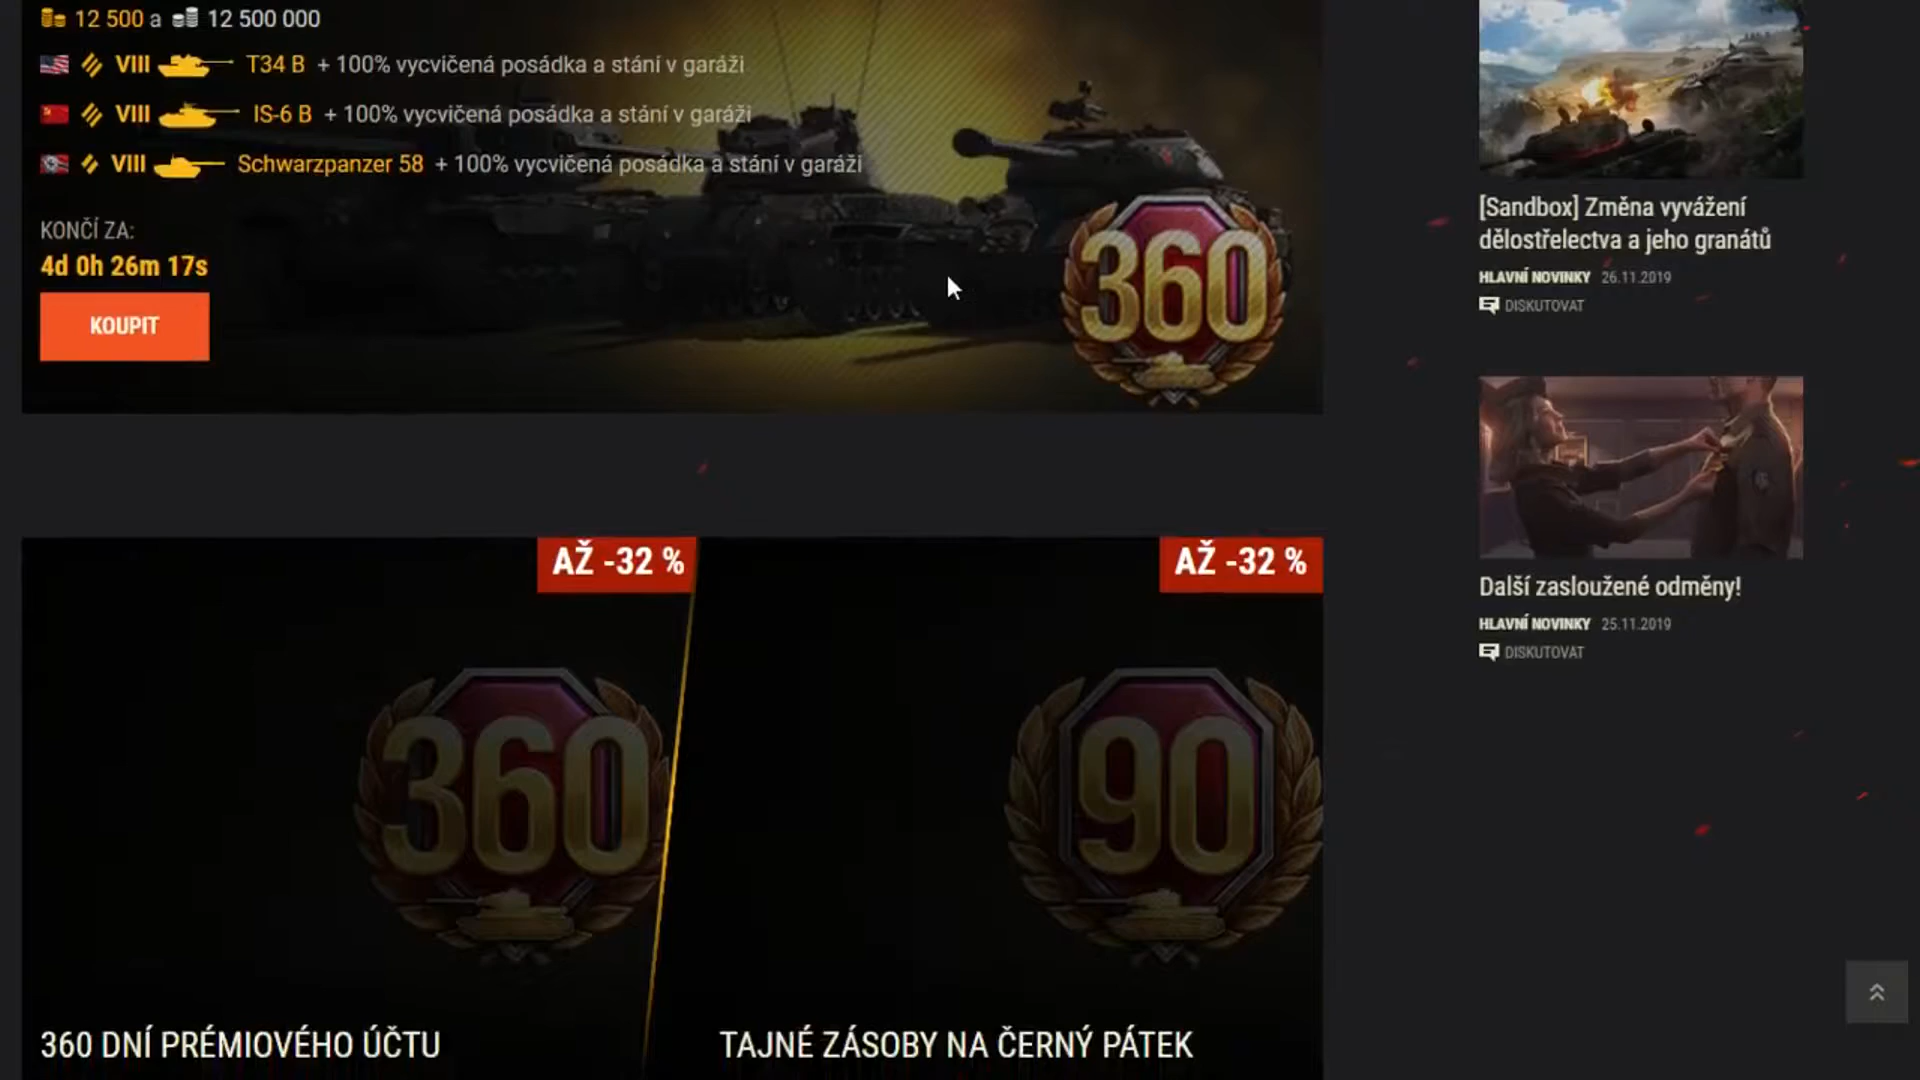 12 500 a 12 500 000
VIII T34 B + 100% vycvičená posádka a stání v garáži
VIII IS-6 B + 100% vycvičená posádka a stání v garáži
VIII Schwarzpanzer 58 + 100% vycvičená posádka a stání v garáži
KONČÍ ZA:
4d 0h 26m 17s
KOUPIT
360
AŽ -32 %
360
360 DNÍ PRÉMIOVÉHO ÚČTU
AŽ -32 %
90
TAJNÉ ZÁSOBY NA ČERNÝ PÁTEK
[Sandbox] Změna vyvážení
dělostřelectva a jeho granátů
HLAVNÍ NOVINKY 26.11.2019
DISKUTOVAT
Další zasloužené odměny!
HLAVNÍ NOVINKY 25.11.2019
DISKUTOVAT